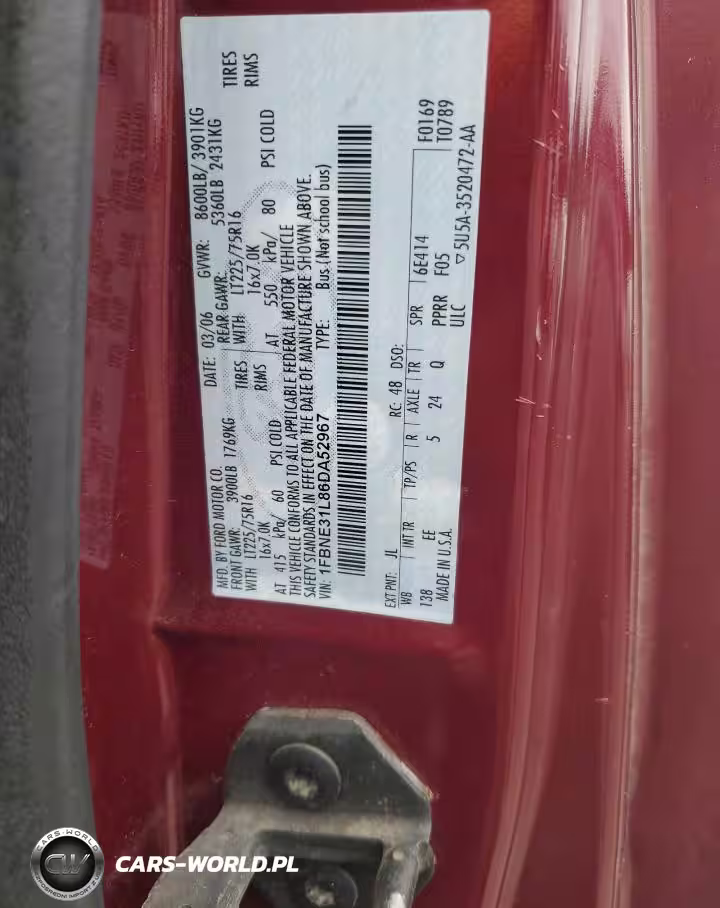 MFD. BY FORD MOTOR CO.
DATE: 03/06 GVWR: 8600LB/ 3901KG
FRONT GAWR: 3900LB 1769KG
REAR GAWR: 5360LB 2431KG
WITH LT225/75R16 TIRES
WITH LT225/75R16 TIRES
16x7.0K RIMS
16x7.0K RIMS
AT 415 kPa/ 60 PSI COLD
AT 550 kPa/ 80 PSI COLD
THIS VEHICLE CONFORMS TO ALL APPLICABLE FEDERAL MOTOR VEHICLE
SAFETY STANDARDS IN EFFECT ON THE DATE OF MANUFACTURE SHOWN ABOVE.
VIN: 1FBNE31L86DA52967 TYPE: Bus (Not school bus)
EXT PNT: JL RC: 48 DSO: F0169
WB INT TR TP/PS R AXLE TR SPR T0789
138 EE 5 24 Q PPRR 6E414 F05
MADE IN U.S.A. ULC ▽5U5A-3520472-AA
CARS-WORLD
CW
CARS-WORLD.PL